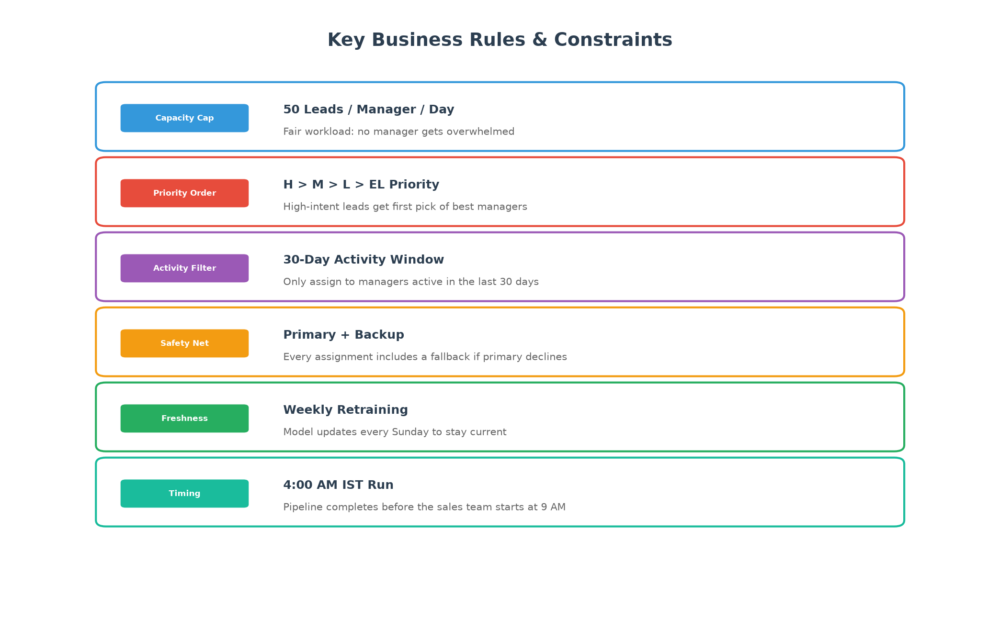 Key Business Rules & Constraints
Capacity Cap
50 Leads / Manager / Day
Fair workload: no manager gets overwhelmed
Priority Order
H > M > L > EL Priority
High-intent leads get first pick of best managers
Activity Filter
30-Day Activity Window
Only assign to managers active in the last 30 days
Safety Net
Primary + Backup
Every assignment includes a fallback if primary declines
Freshness
Weekly Retraining
Model updates every Sunday to stay current
Timing
4:00 AM IST Run
Pipeline completes before the sales team starts at 9 AM